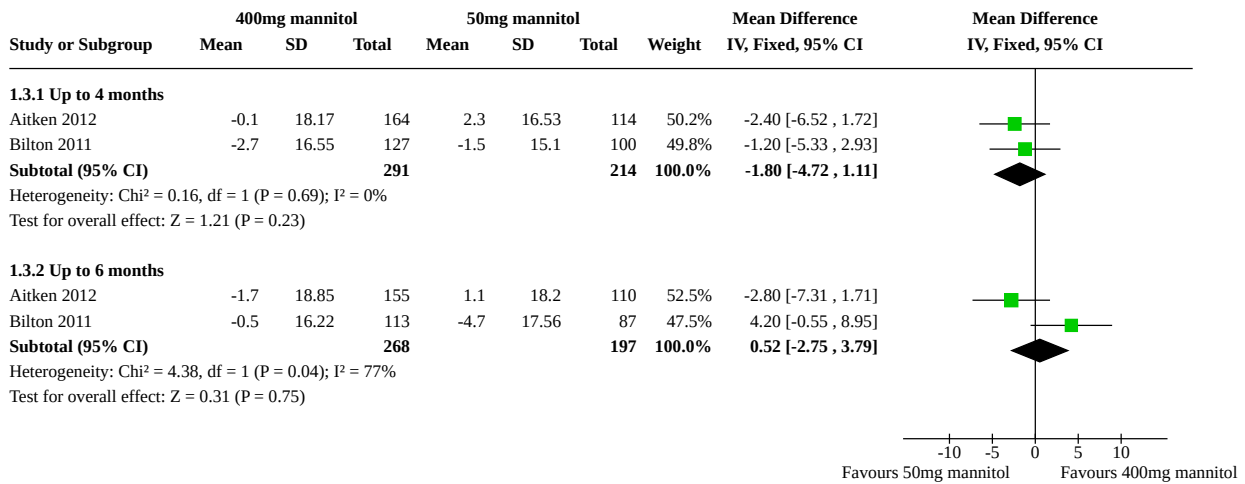 400mg mannitol 50mg mannitol Mean Difference Mean Difference
Study or Subgroup Mean SD Total Mean SD Total Weight IV, Fixed, 95% CI IV, Fixed, 95% CI
1.3.1 Up to 4 months
Aitken 2012 -0.1 18.17 164 2.3 16.53 114 50.2% -2.40 [-6.52 , 1.72]
Bilton 2011 -2.7 16.55 127 -1.5 15.1 100 49.8% -1.20 [-5.33 , 2.93]
Subtotal (95% CI) 291 214 100.0% -1.80 [-4.72 , 1.11]
Heterogeneity: Chi² = 0.16, df = 1 (P = 0.69); I² = 0%
Test for overall effect: Z = 1.21 (P = 0.23)
1.3.2 Up to 6 months
Aitken 2012 -1.7 18.85 155 1.1 18.2 110 52.5% -2.80 [-7.31 , 1.71]
Bilton 2011 -0.5 16.22 113 -4.7 17.56 87 47.5% 4.20 [-0.55 , 8.95]
Subtotal (95% CI) 268 197 100.0% 0.52 [-2.75 , 3.79]
Heterogeneity: Chi² = 4.38, df = 1 (P = 0.04); I² = 77%
Test for overall effect: Z = 0.31 (P = 0.75)
-10 -5 0 5 10
Favours 50mg mannitol Favours 400mg mannitol